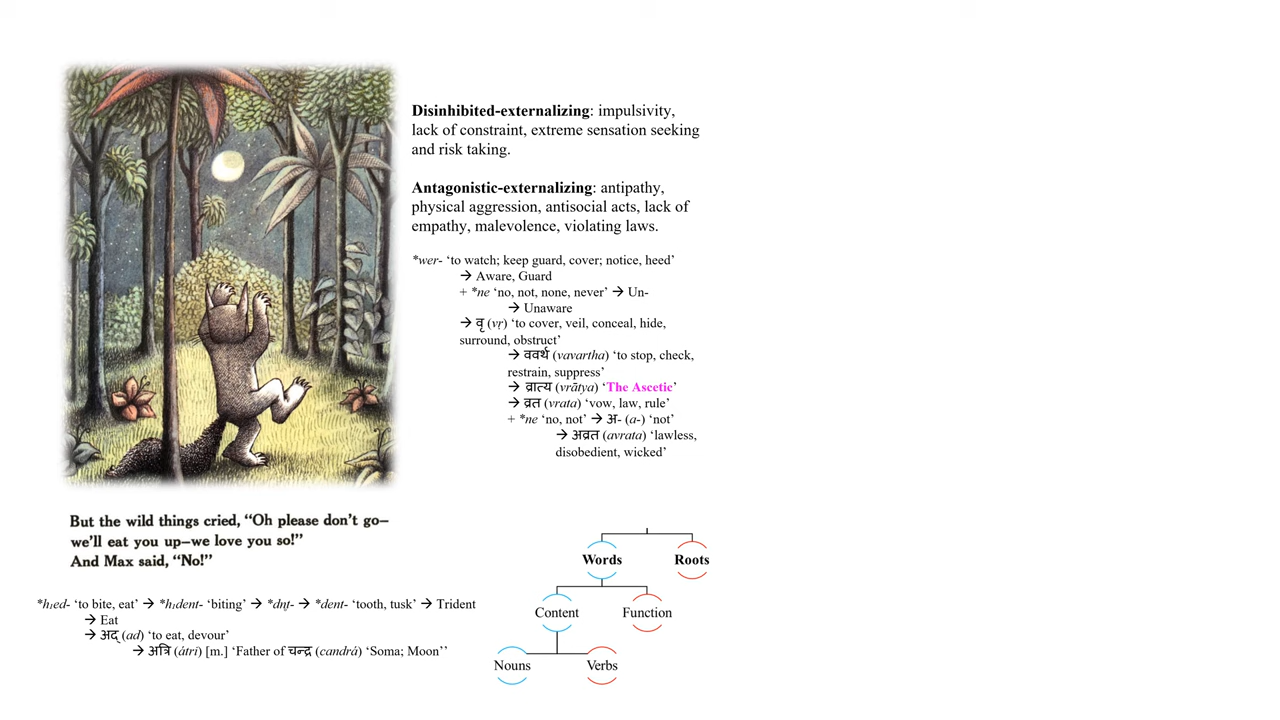 Disinhibited-externalizing: impulsivity,
lack of constraint, extreme sensation seeking
and risk taking.
Antagonistic-externalizing: antipathy,
physical aggression, antisocial acts, lack of
empathy, malevolence, violating laws.
*wer- ‘to watch; keep guard, cover; notice, heed’
→ Aware, Guard
+ *ne ‘no, not, none, never’ → Un-
→ Unaware
→ वृ (vṛ) ‘to cover, veil, conceal, hide,
surround, obstruct’
→ ववर्थ (vavartha) ‘to stop, check,
restrain, suppress’
→ व्रात्य (vrātya) ‘The Ascetic’
→ व्रत (vrata) ‘vow, law, rule’
+ *ne ‘no, not’ → अ- (a-) ‘not’
→ अव्रत (avrata) ‘lawless,
disobedient, wicked’
But the wild things cried, “Oh please don’t go—
we’ll eat you up—we love you so!”
And Max said, “No!”
*h₁ed- ‘to bite, eat’ → *h₁dent- ‘biting’ → *dn̥t- → *dent- ‘tooth, tusk’ → Trident
→ Eat
→ अद् (ad) ‘to eat, devour’
→ अत्रि (átri) [m.] ‘Father of चन्द्र (candrá) ‘Soma; Moon’’
Words Roots
Content Function
Nouns Verbs